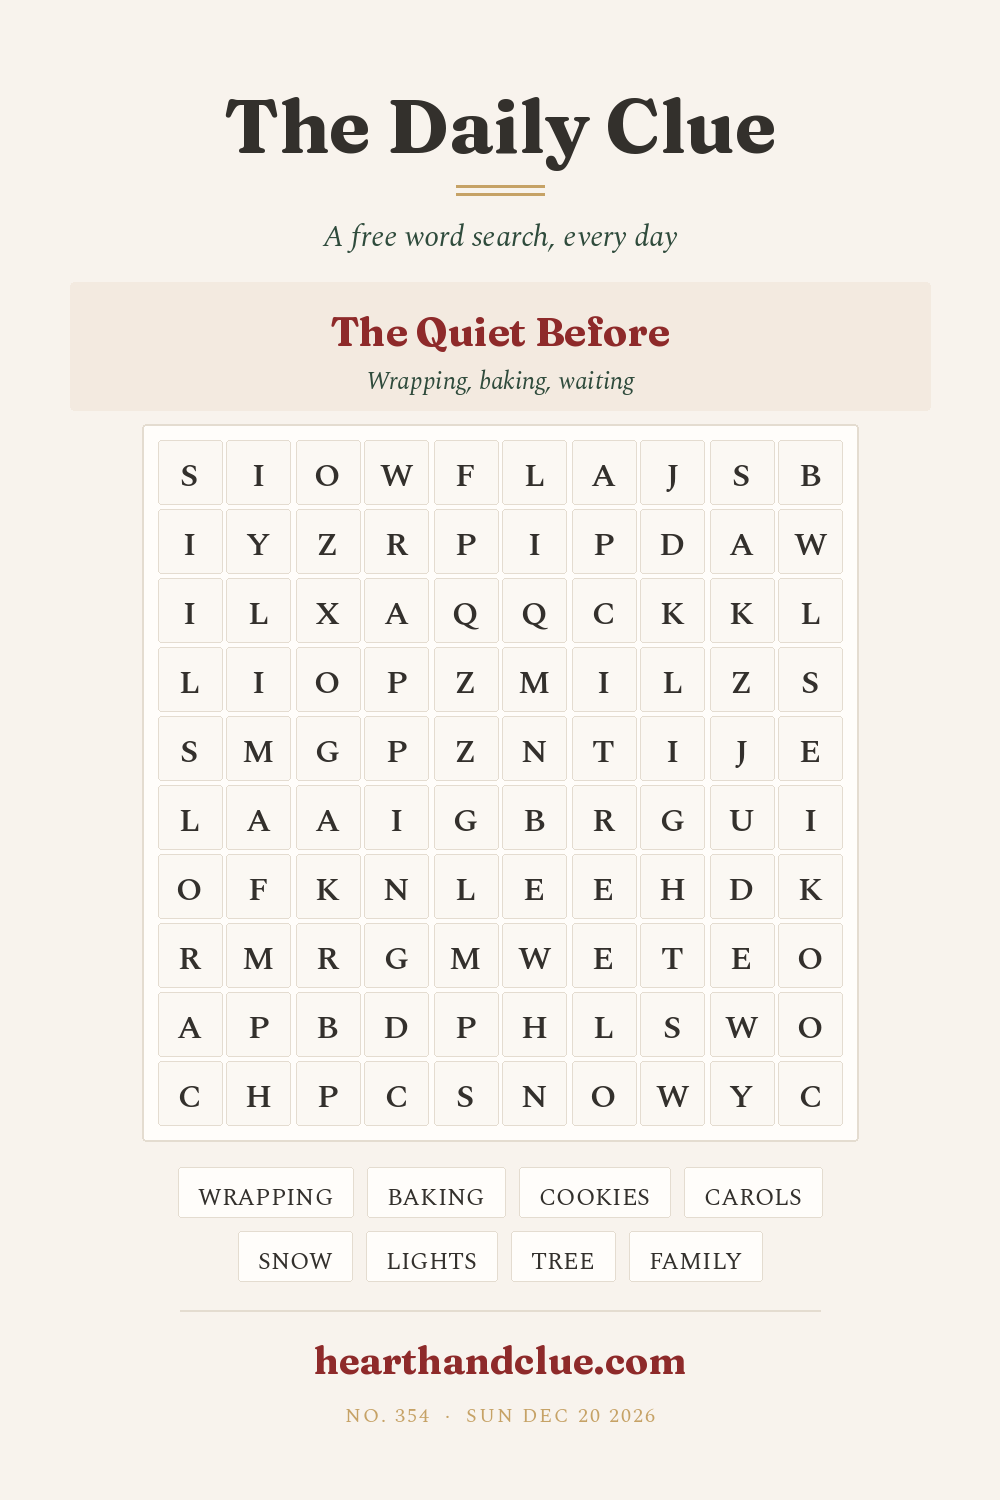 The Daily Clue
A free word search, every day
The Quiet Before
Wrapping, baking, waiting
S I O W F L A J S B
I Y Z R P I P D A W
I L X A Q Q C K K L
L I O P Z M I L Z S
S M G P Z N T I J E
L A A I G B R G U I
O F K N L E E H D K
R M R G M W E T E O
A P B D P H L S W O
C H P C S N O W Y C
WRAPPING BAKING COOKIES CAROLS
SNOW LIGHTS TREE FAMILY
hearthandclue.com
NO. 354 · SUN DEC 20 2026